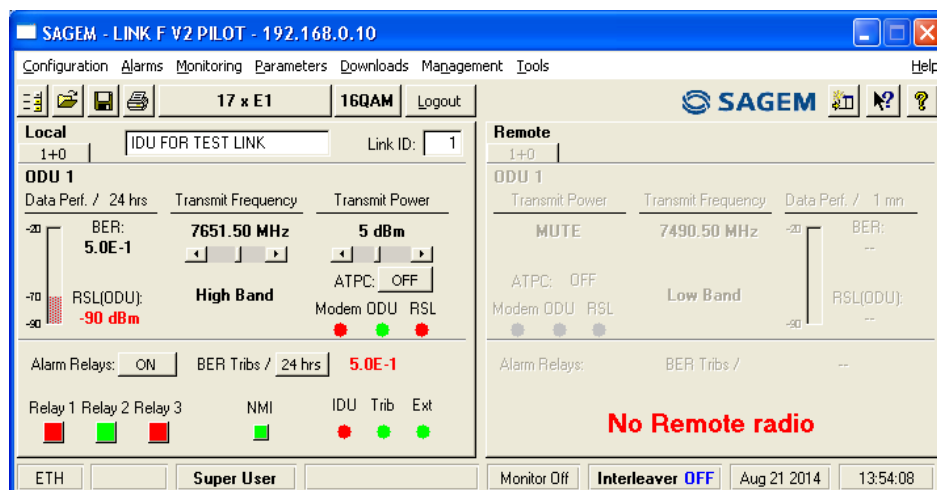 SAGEM - LINK F V2 PILOT - 192.168.0.10
Configuration Alarms Monitoring Parameters Downloads Management Tools Help
17 x E1 16QAM Logout SAGEM
Local IDU FOR TEST LINK Link ID: 1
1+0
ODU 1
Data Perf. / 24 hrs Transmit Frequency Transmit Power
-20 BER: 7651.50 MHz 5 dBm
5.0E-1
ATPC: OFF
-70 RSL(ODU): High Band
-90 -90 dBm Modem ODU RSL
Alarm Relays: ON BER Tribs / 24 hrs 5.0E-1
Relay 1 Relay 2 Relay 3 NMI IDU Trib Ext
Remote
1+0
ODU 1
Transmit Power Transmit Frequency Data Perf. / 1 mn
MUTE 7490.50 MHz -20 BER:
--
ATPC: OFF
Low Band RSL(ODU):
Modem ODU RSL -90 --
Alarm Relays: BER Tribs / --
No Remote radio
ETH Super User Monitor Off Interleaver OFF Aug 21 2014 13:54:08